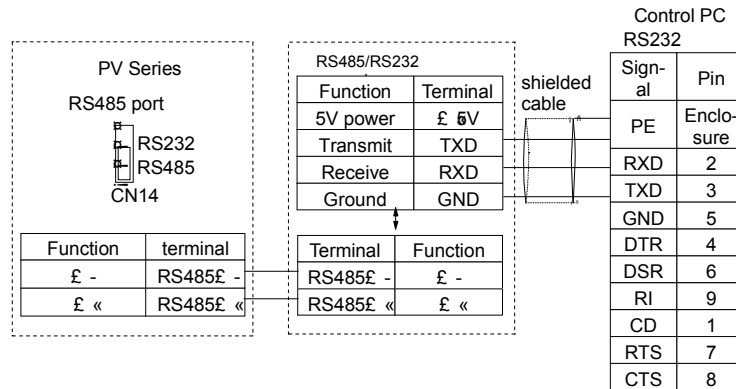 Control PC
RS232
PV Series
RS485 port
RS232
RS485
CN14
Function terminal
£ - RS485£ -
£ « RS485£ «
RS485/RS232
Function Terminal
5V power £ 5V
Transmit TXD
Receive RXD
Ground GND
Terminal Function
RS485£ - £ -
RS485£ « £ «
shielded
cable
Sign-
al
Pin
PE
Enclo-
sure
RXD 2
TXD 3
GND 5
DTR 4
DSR 6
RI 9
CD 1
RTS 7
CTS 8